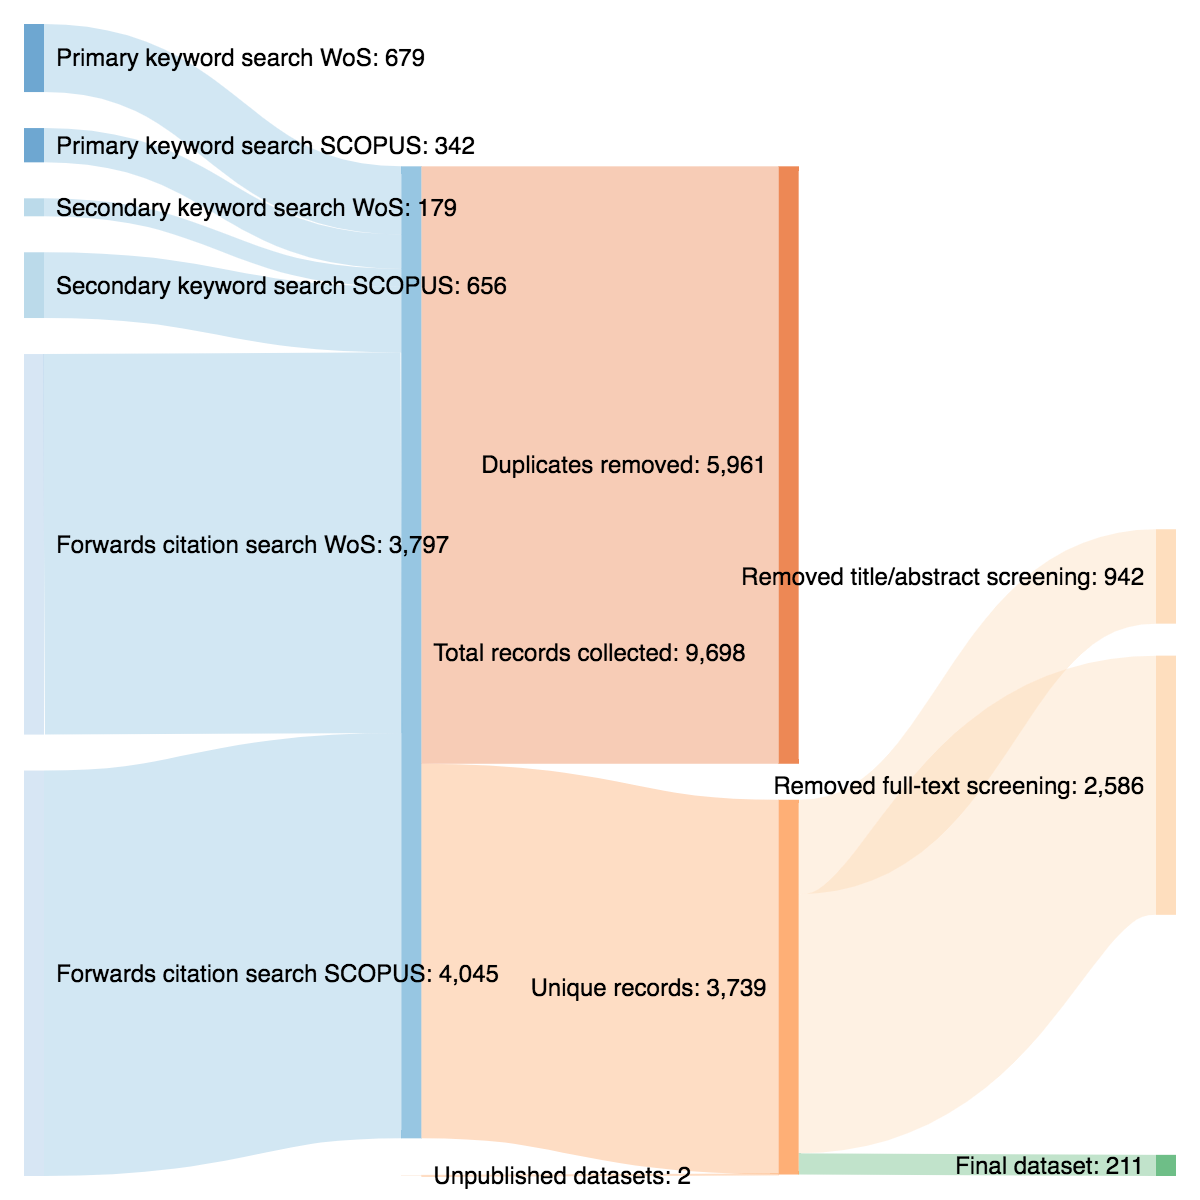 Primary keyword search WoS: 679
Primary keyword search SCOPUS: 342
Secondary keyword search WoS: 179
Secondary keyword search SCOPUS: 656
Duplicates removed: 5,961
Forwards citation search WoS: 3,797
Removed title/abstract screening: 942
Total records collected: 9,698
Removed full-text screening: 2,586
Forwards citation search SCOPUS: 4,045
Unique records: 3,739
Final dataset: 211
Unpublished datasets: 2